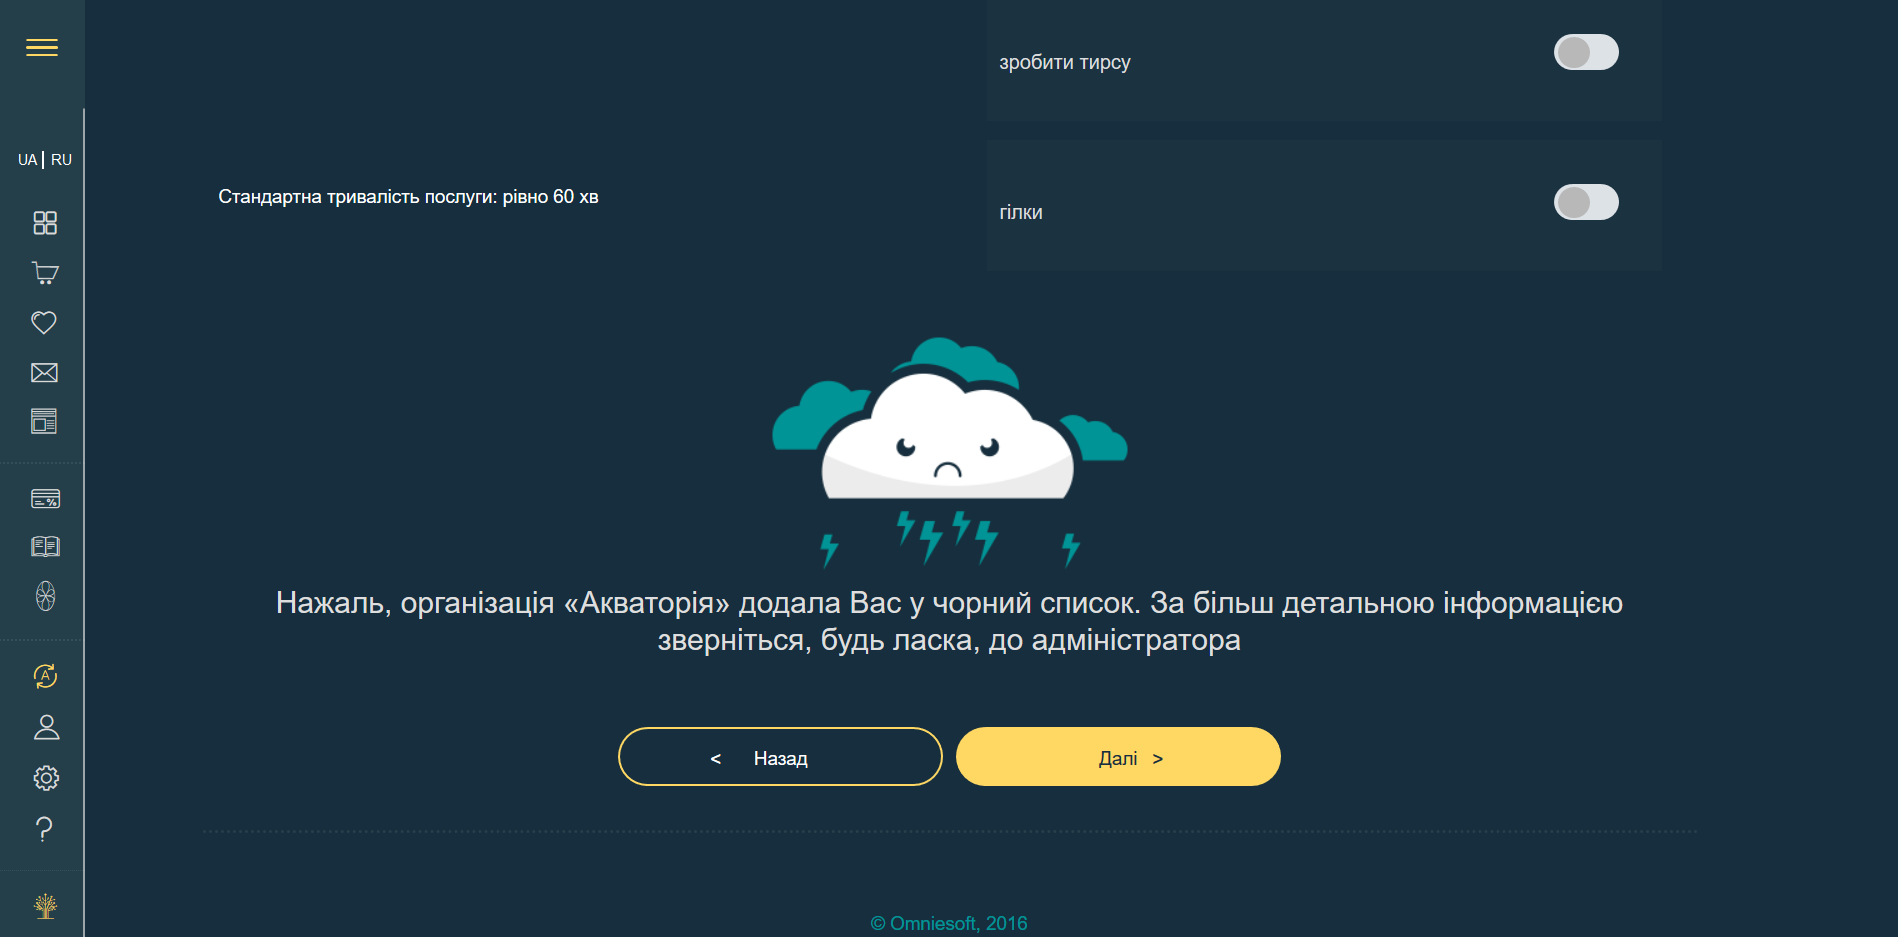 зробити тирсу
UA | RU
Стандартна тривалість послуги: рівно 60 хв
гілки
Нажаль, організація «Акваторія» додала Вас у чорний список. За більш детальною інформацією
зверніться, будь ласка, до адміністратора
< Назад
Далі >
© Omniesoft, 2016